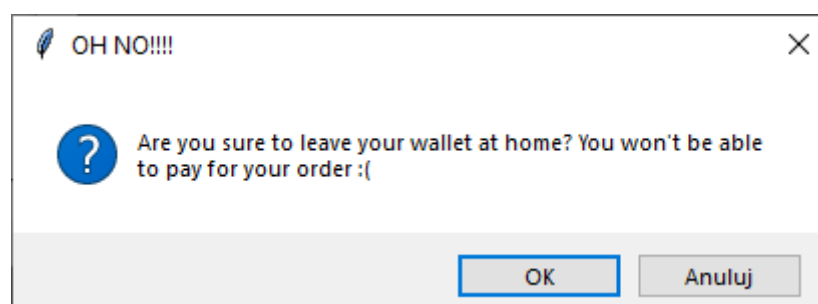 OH NO!!!!
Are you sure to leave your wallet at home? You won't be able
to pay for your order :(
OK
Anuluj